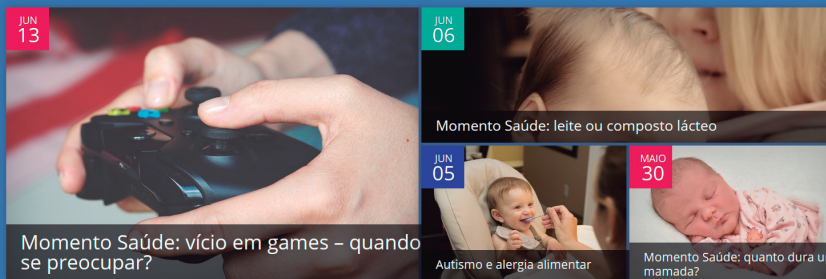 JUN
13
Momento Saúde: vício em games – quando
se preocupar?
JUN
06
Momento Saúde: leite ou composto lácteo
JUN
05
Autismo e alergia alimentar
MAIO
30
Momento Saúde: quanto dura
mamada?